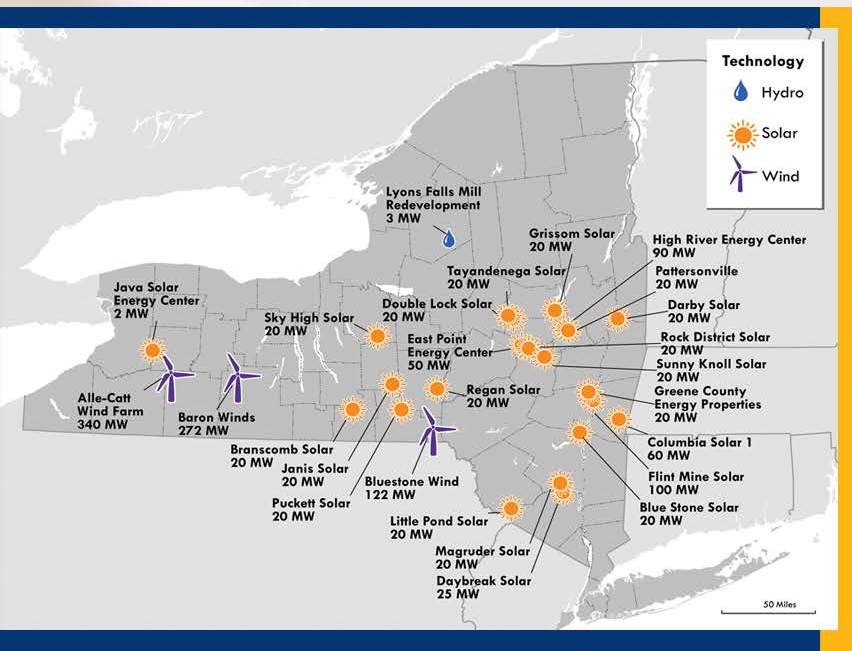 Technology
Hydro
Solar
Wind
Lyons Falls Mill
Redevelopment
3 MW
Grissom Solar
20 MW
High River Energy Center
90 MW
Tayandenega Solar
20 MW
Pattersonville
20 MW
Java Solar
Energy Center
2 MW
Sky High Solar
20 MW
Double Lock Solar
20 MW
Darby Solar
20 MW
East Point
Energy Center
50 MW
Rock District Solar
20 MW
Sunny Knoll Solar
20 MW
Regan Solar
20 MW
Greene County
Energy Properties
20 MW
Alle-Catt
Wind Farm
340 MW
Baron Winds
272 MW
Columbia Solar 1
60 MW
Branscomb Solar
20 MW
Janis Solar
20 MW
Bluestone Wind
122 MW
Flint Mine Solar
100 MW
Puckett Solar
20 MW
Blue Stone Solar
20 MW
Little Pond Solar
20 MW
Magruder Solar
20 MW
Daybreak Solar
25 MW
50 Miles